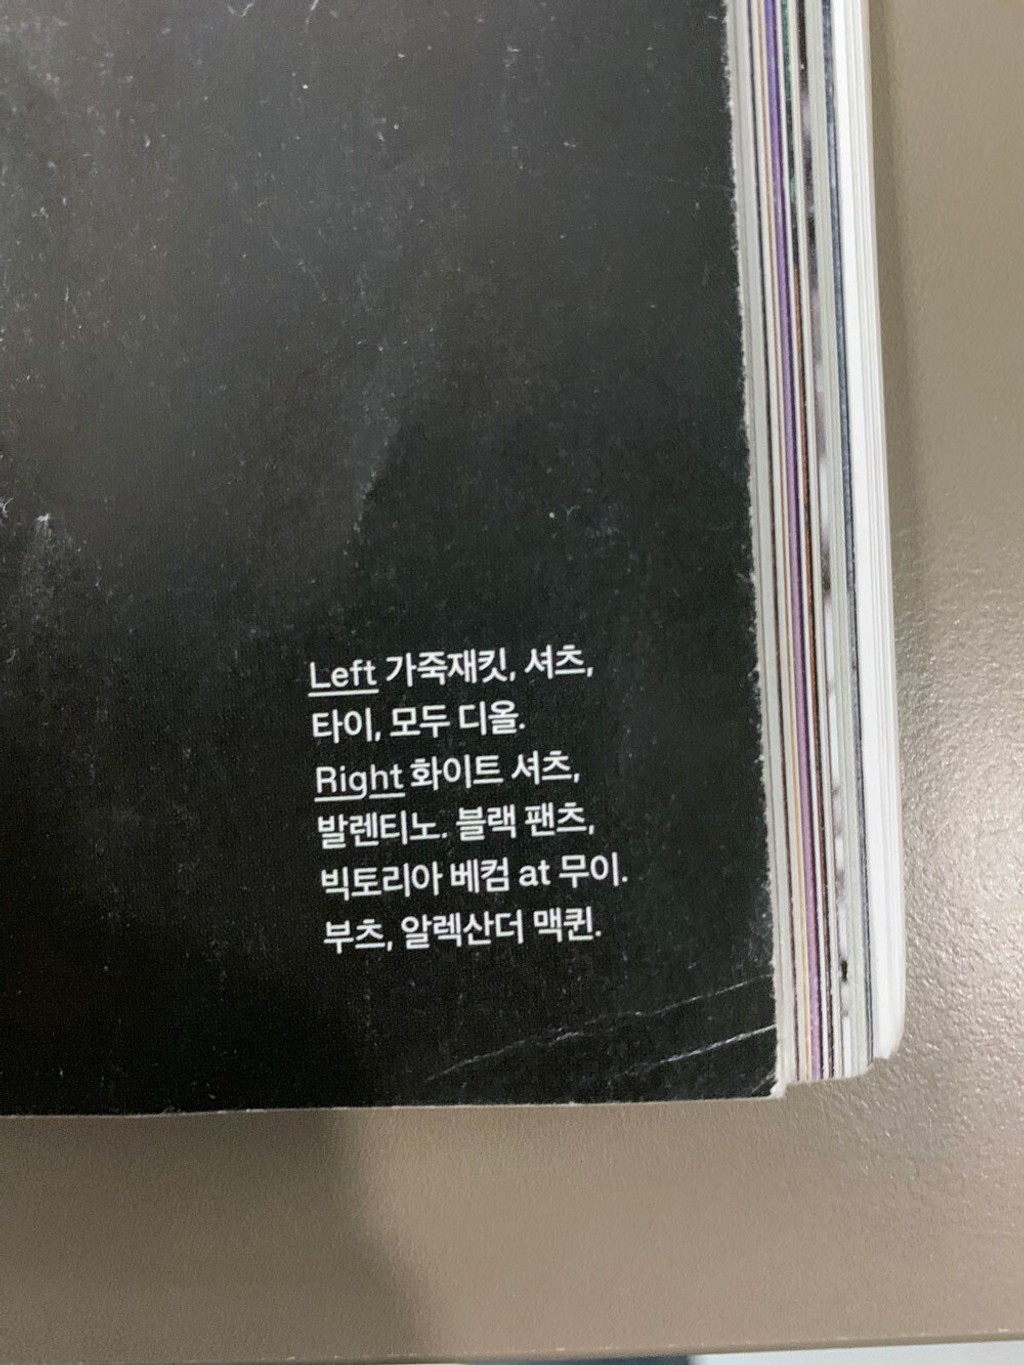 Left 가죽재킷, 셔츠,
타이, 모두 디올.
Right 화이트 셔츠,
발렌티노. 블랙 팬츠,
빅토리아 베컴 at 무이.
부츠, 알렉산더 맥퀸.